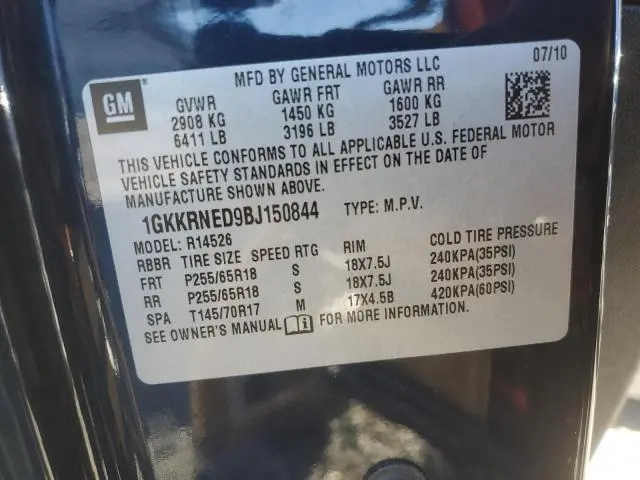 MFD BY GENERAL MOTORS LLC 07/10
GM
GVWR GAWR FRT GAWR RR
2908 KG 1450 KG 1600 KG
6411 LB 3196 LB 3527 LB
THIS VEHICLE CONFORMS TO ALL APPLICABLE U.S. FEDERAL MOTOR
VEHICLE SAFETY STANDARDS IN EFFECT ON THE DATE OF
MANUFACTURE SHOWN ABOVE.
1GKKRNED9BJ150844 TYPE: M.P.V.
MODEL: R14526
RBBR TIRE SIZE SPEED RTG RIM COLD TIRE PRESSURE
FRT P255/65R18 S 18X7.5J 240KPA(35PSI)
RR P255/65R18 S 18X7.5J 240KPA(35PSI)
SPA T145/70R17 M 17X4.5B 420KPA(60PSI)
SEE OWNER'S MANUAL i FOR MORE INFORMATION.